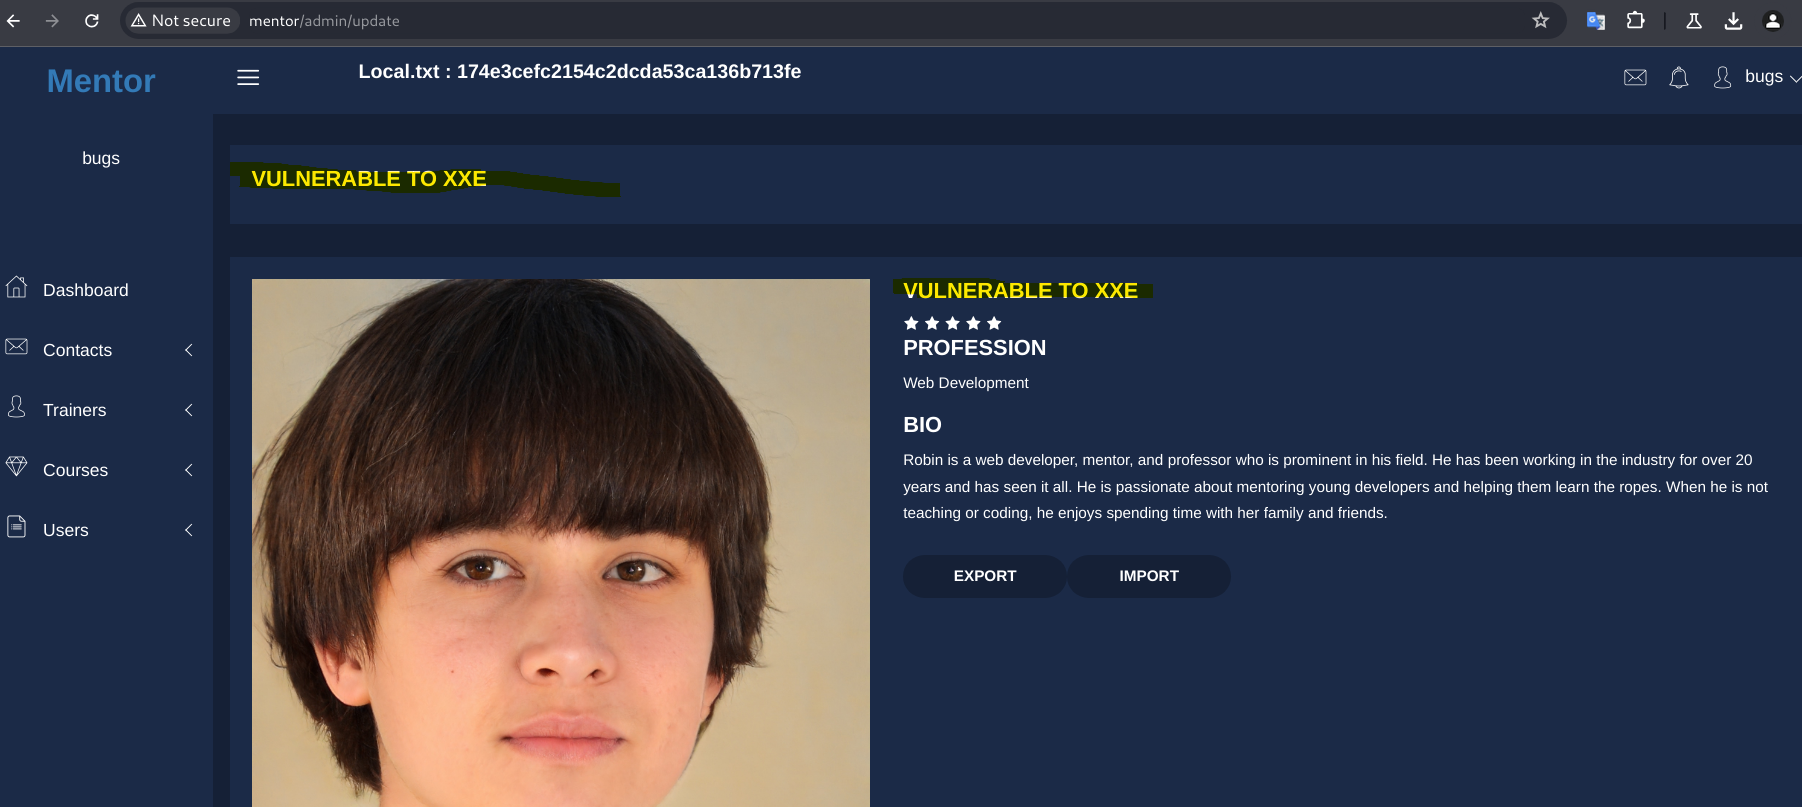 Not secure mentor/admin/update
Mentor
Local.txt : 174e3cefc2154c2dcda53ca136b713fe
bugs
bugs
VULNERABLE TO XXE
Dashboard
Contacts
Trainers
Courses
Users
VULNERABLE TO XXE
PROFESSION
Web Development
BIO
Robin is a web developer, mentor, and professor who is prominent in his field. He has been working in the industry for over 20
years and has seen it all. He is passionate about mentoring young developers and helping them learn the ropes. When he is not
teaching or coding, he enjoys spending time with her family and friends.
EXPORT
IMPORT